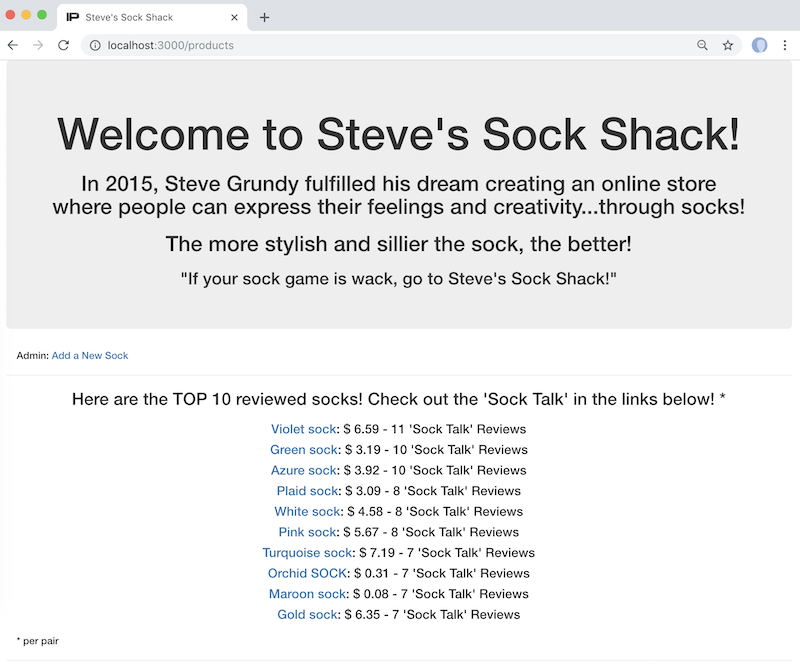 IP Steve's Sock Shack
localhost:3000/products
Welcome to Steve's Sock Shack!
In 2015, Steve Grundy fulfilled his dream creating an online store
where people can express their feelings and creativity...through socks!
The more stylish and sillier the sock, the better!
"If your sock game is wack, go to Steve's Sock Shack!"
Admin: Add a New Sock
Here are the TOP 10 reviewed socks! Check out the 'Sock Talk' in the links below! *
Violet sock: $ 6.59 - 11 'Sock Talk' Reviews
Green sock: $ 3.19 - 10 'Sock Talk' Reviews
Azure sock: $ 3.92 - 10 'Sock Talk' Reviews
Plaid sock: $ 3.09 - 8 'Sock Talk' Reviews
White sock: $ 4.58 - 8 'Sock Talk' Reviews
Pink sock: $ 5.67 - 8 'Sock Talk' Reviews
Turquoise sock: $ 7.19 - 7 'Sock Talk' Reviews
Orchid SOCK: $ 0.31 - 7 'Sock Talk' Reviews
Maroon sock: $ 0.08 - 7 'Sock Talk' Reviews
Gold sock: $ 6.35 - 7 'Sock Talk' Reviews
* per pair